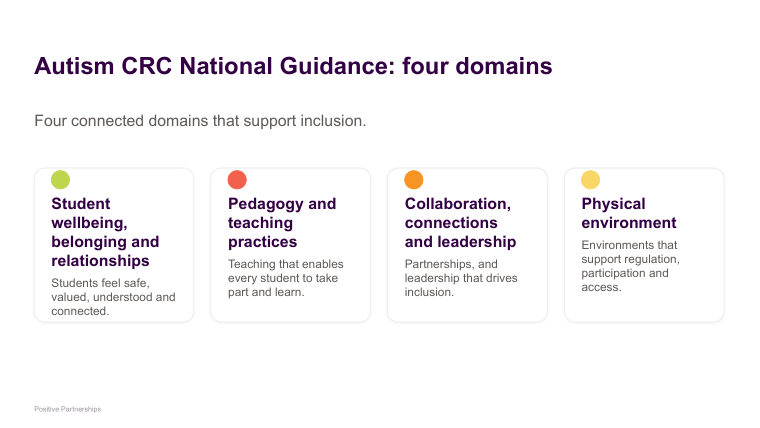 Autism CRC National Guidance: four domains
Four connected domains that support inclusion.
Student
wellbeing,
belonging and
relationships
Students feel safe,
valued, understood and
connected.
Pedagogy and
teaching
practices
Teaching that enables
every student to take
part and learn.
Collaboration,
connections
and leadership
Partnerships, and
leadership that drives
inclusion.
Physical
environment
Environments that
support regulation,
participation and
access.
Positive Partnerships